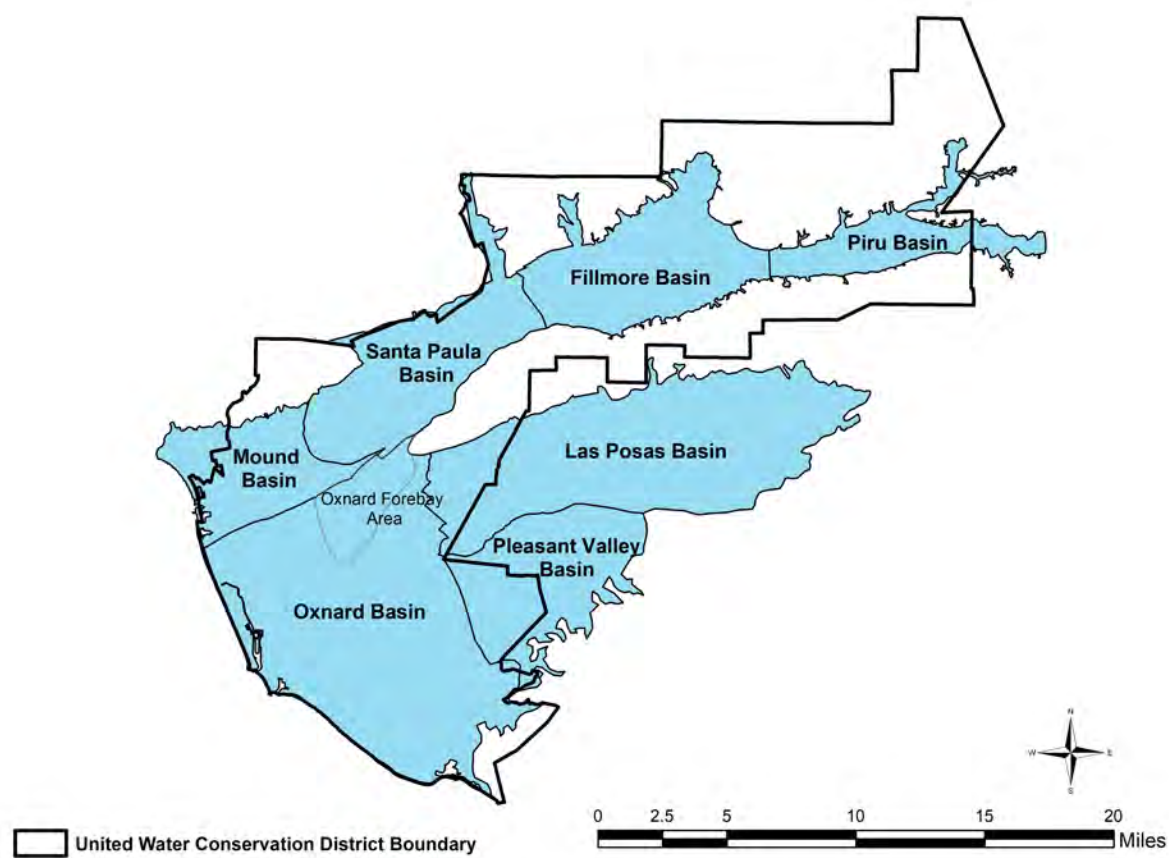 Piru Basin
Fillmore Basin
Santa Paula
Basin
Las Posas Basin
Mound
Basin
Oxnard Forebay
Area
Pleasant Valley
Basin
Oxnard Basin
N
W E
S
0 2.5 5 10 15 20
Miles
United Water Conservation District Boundary